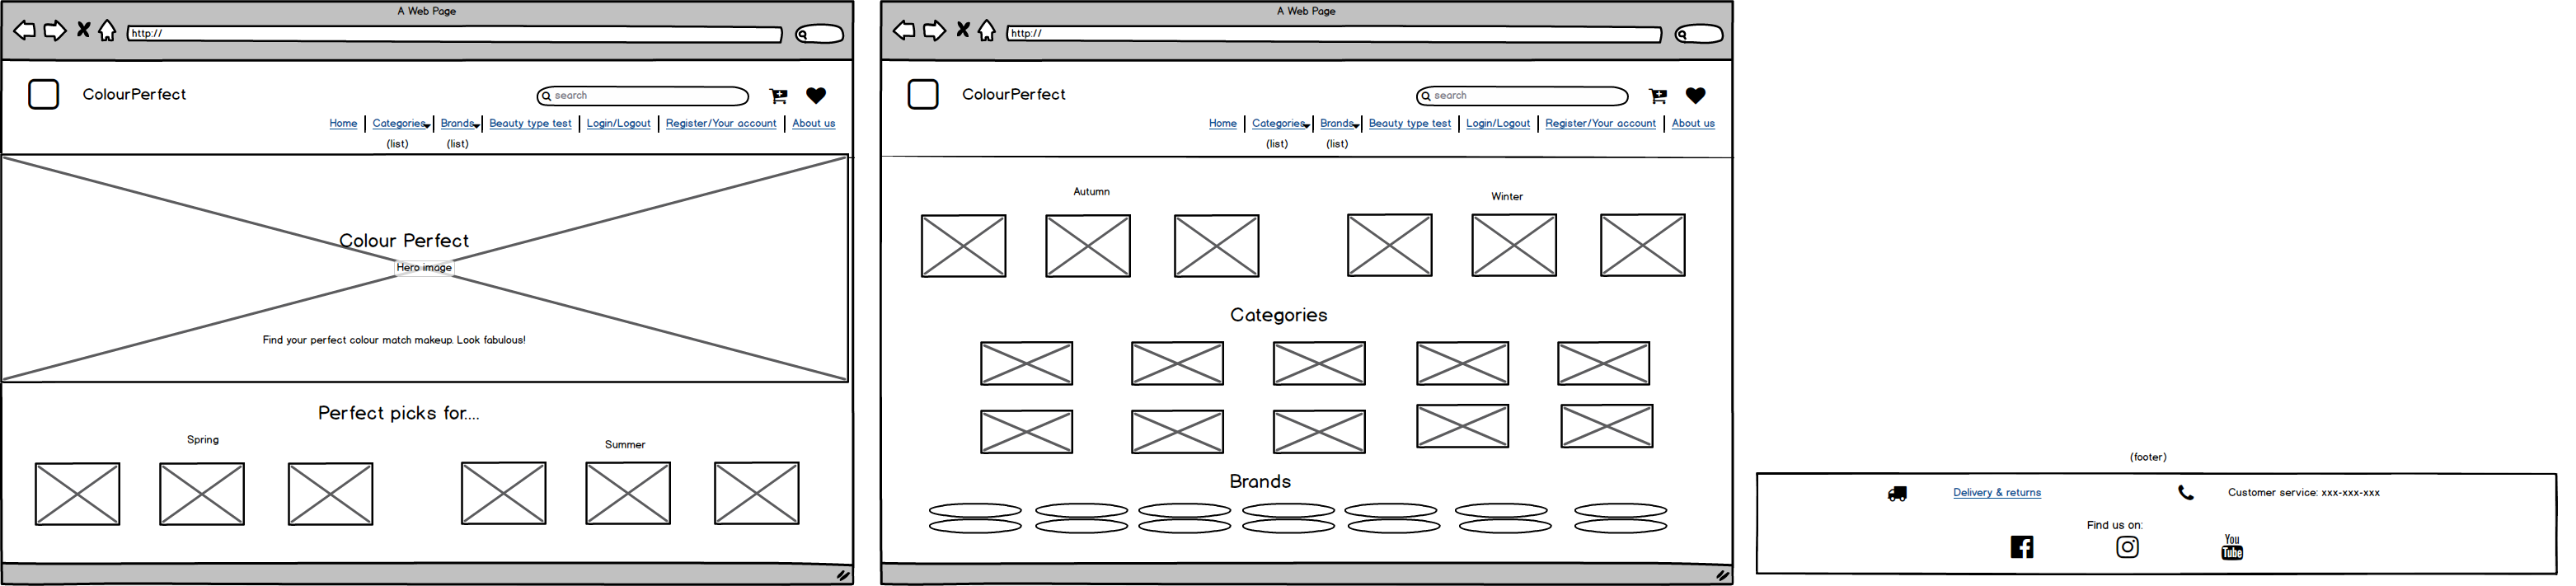 A Web Page
http://
ColourPerfect
search
Home Categories Brands Beauty type test Login/Logout Register/Your account About us
(list) (list)
Colour Perfect
Hero image
Find your perfect colour match makeup. Look fabulous!
Perfect picks for....
Spring
Summer
A Web Page
http://
ColourPerfect
search
Home Categories Brands Beauty type test Login/Logout Register/Your account About us
(list) (list)
Autumn
Winter
Categories
Brands
(footer)
Delivery & returns
Customer service: xxx-xxx-xxx
Find us on:
You
Tube